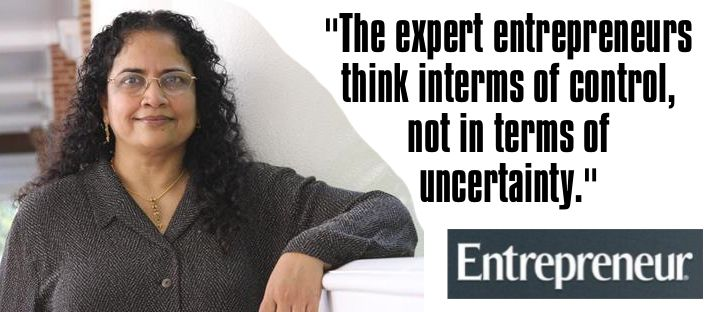 "The expert entrepreneurs
think interms of control,
not in terms of
uncertainty."
Entrepreneur